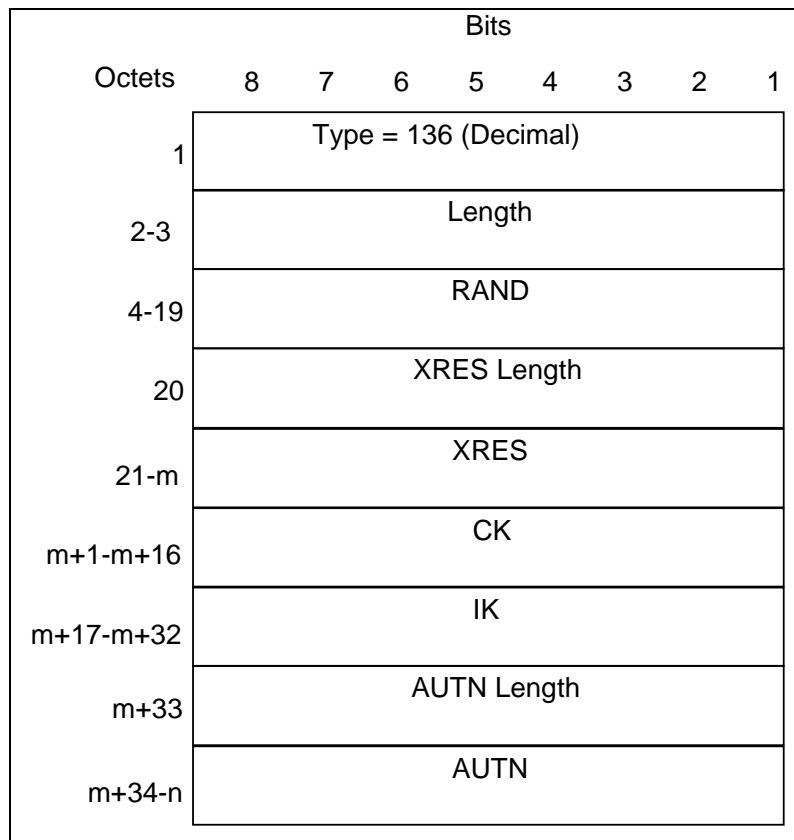 Bits
Octets 8 7 6 5 4 3 2 1
1 Type = 136 (Decimal)
2-3 Length
4-19 RAND
20 XRES Length
21-m XRES
m+1-m+16 CK
m+17-m+32 IK
m+33 AUTN Length
m+34-n AUTN